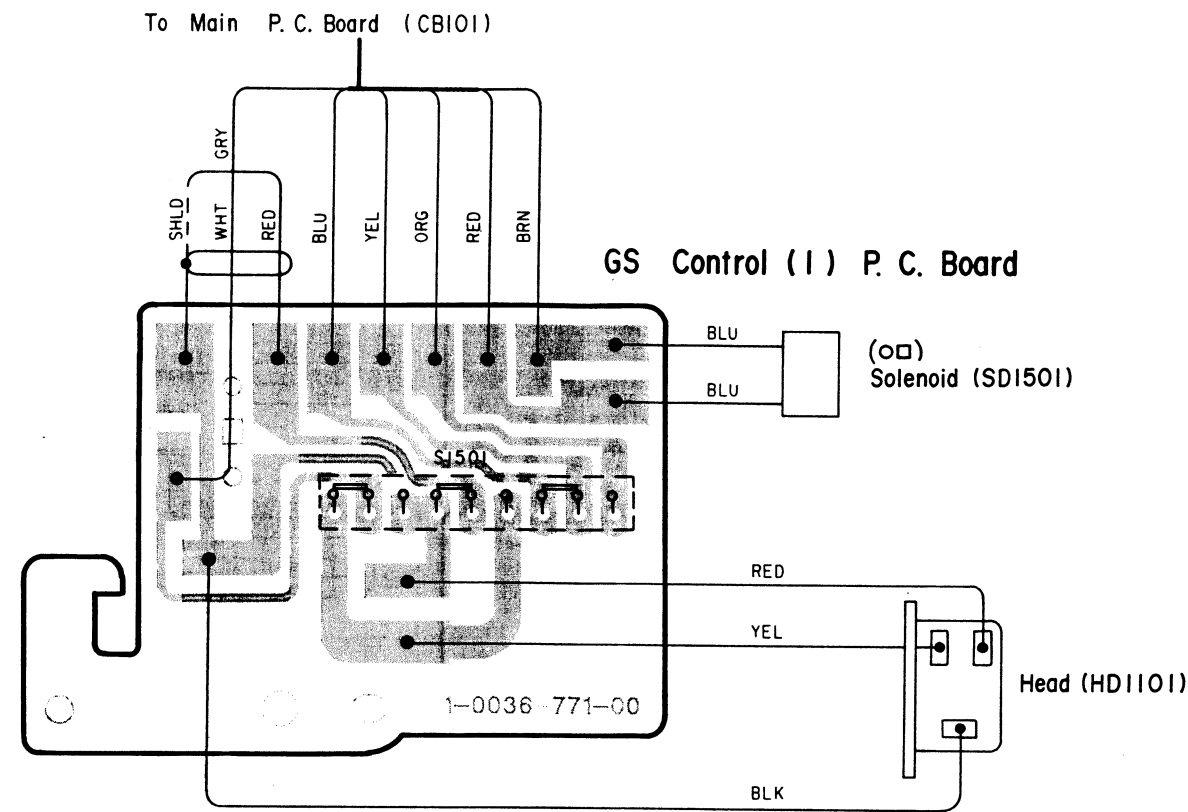 To Main P. C. Board (CB101)
GRY
SHLD
WHT
RED
BLU
YEL
ORG
RED
BRN
GS Control (1) P. C. Board
BLU
BLU
(○□)
Solenoid (SD1501)
S1501
RED
YEL
Head (HD1101)
1-0036 771-00
BLK